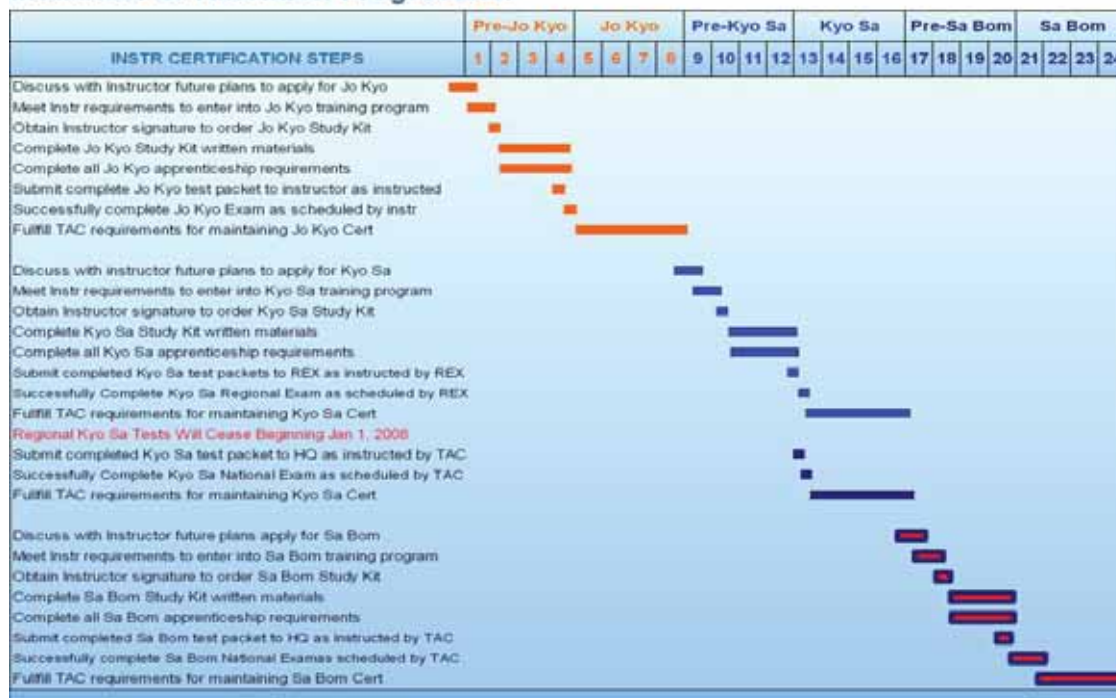 Pre-Jo Kyo Jo Kyo Pre-Kyo Sa Kyo Sa Pre-Sa Bom Sa Bom
INSTR CERTIFICATION STEPS 1 2 3 4 5 6 7 8 9 10 11 12 13 14 15 16 17 18 19 20 21 22 23 24
Discuss with Instructor future plans to apply for Jo Kyo
Meet Instr requirements to enter into Jo Kyo training program
Obtain Instructor signature to order Jo Kyo Study Kit
Complete Jo Kyo Study Kit written materials
Complete all Jo Kyo apprenticeship requirements
Submit complete Jo Kyo test packet to instructor as instructed
Successfully complete Jo Kyo Exam as scheduled by instr
Fullfill TAC requirements for maintaining Jo Kyo Cert
Discuss with instructor future plans to apply for Kyo Sa
Meet Instr requirements to enter into Kyo Sa training program
Obtain Instructor signature to order Kyo Sa Study Kit
Complete Kyo Sa Study Kit written materials
Complete all Kyo Sa apprenticeship requirements
Submit completed Kyo Sa test packets to REX as instructed by REX
Successfully Complete Kyo Sa Regional Exam as scheduled by REX
Fullfill TAC requirements for maintaining Kyo Sa Cert
Regional Kyo Sa Tests Will Cease Beginning Jan 1, 2008
Submit completed Kyo Sa test packet to HQ as instructed by TAC
Successfully Complete Kyo Sa National Exam as scheduled by TAC
Fullfill TAC requirements for maintaining Kyo Sa Cert
Discuss with Instructor future plans apply for Sa Bom
Meet Instr requirements to enter into Sa Bom training program
Obtain Instructor signature to order Sa Bom Study Kit
Complete Sa Bom Study Kit written materials
Complete all Sa Bom apprenticeship requirements
Submit completed Sa Bom test packet to HQ as instructed by TAC
Successfully complete Sa Bom National Examas scheduled by TAC
Fullfill TAC requirements for maintaining Sa Bom Cert